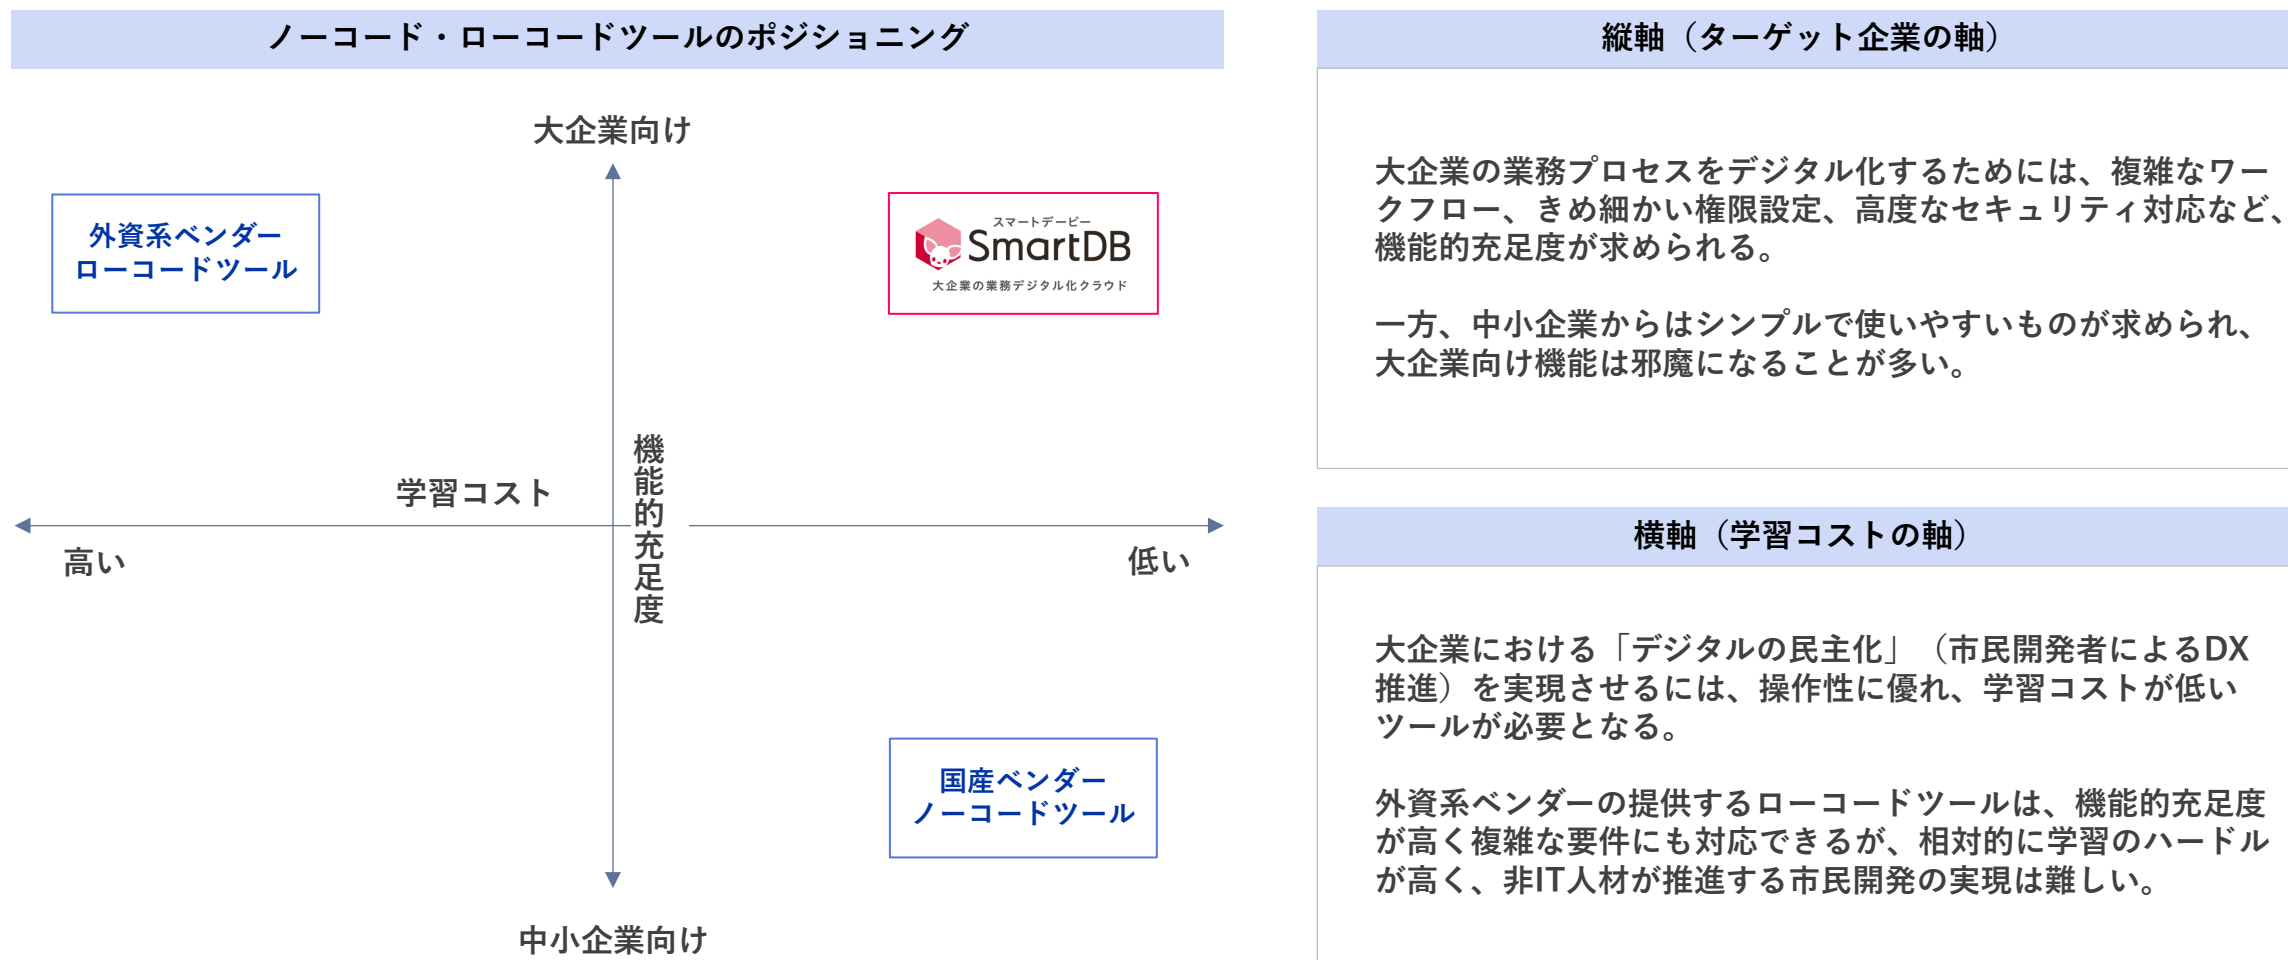 ノーコード・ローコードツールのポジショニング
大企業向け
外資系ベンダー
ローコードツール
スマートデービー
SmartDB
大企業の業務デジタル化クラウド
学習コスト
機能的充足度
高い
低い
国産ベンダー
ノーコードツール
中小企業向け
縦軸（ターゲット企業の軸）
大企業の業務プロセスをデジタル化するためには、複雑なワー
クフロー、きめ細かい権限設定、高度なセキュリティ対応など、
機能的充足度が求められる。
一方、中小企業からはシンプルで使いやすいものが求められ、
大企業向け機能は邪魔になることが多い。
横軸（学習コストの軸）
大企業における「デジタルの民主化」（市民開発者によるDX
推進）を実現させるには、操作性に優れ、学習コストが低い
ツールが必要となる。
外資系ベンダーの提供するローコードツールは、機能的充足度
が高く複雑な要件にも対応できるが、相対的に学習のハードル
が高く、非IT人材が推進する市民開発の実現は難しい。